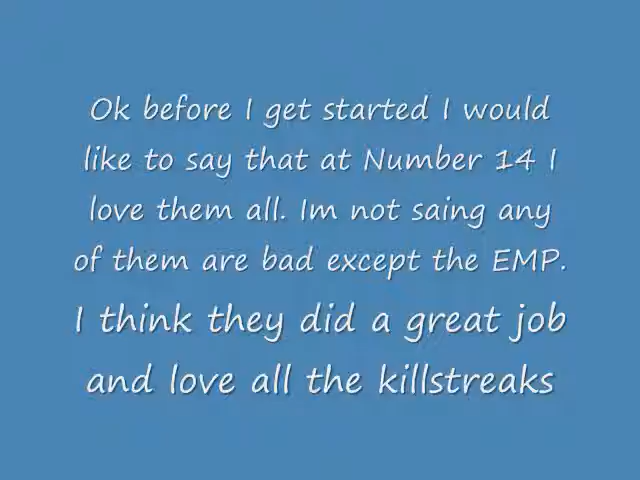 Ok before I get started I would
like to say that at Number 14 I
love them all. Im not saing any
of them are bad except the EMP.
I think they did a great job
and love all the killstreaks